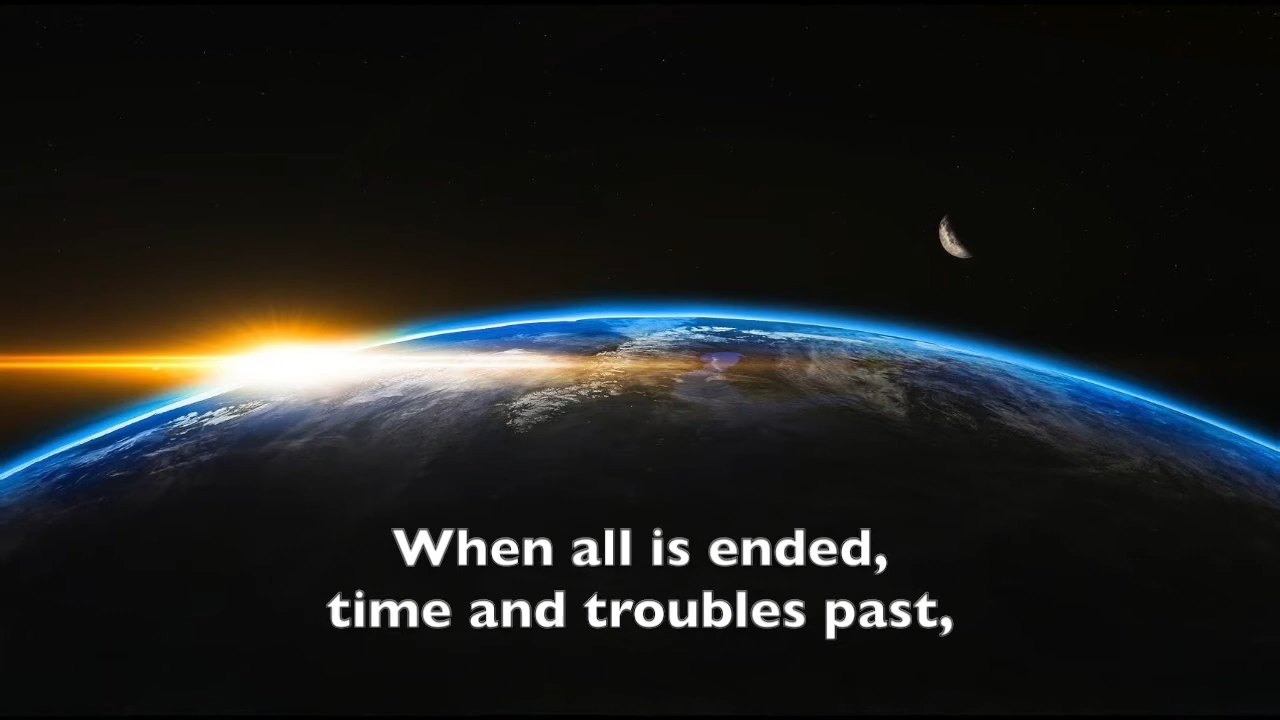 When all is ended,
time and troubles past,